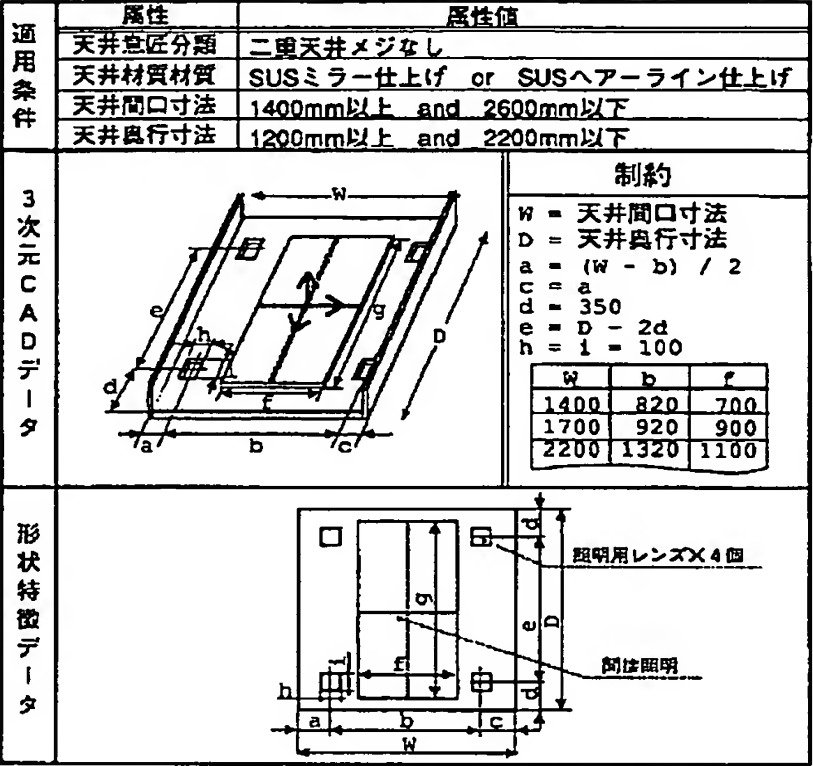 適用条件
属性 属性値
天井意匠分類 二重天井メジなし
天井材質材質 SUSミラー仕上げ or SUSヘアーライン仕上げ
天井間口寸法 1400mm以上 and 2600mm以下
天井奥行寸法 1200mm以上 and 2200mm以下
3次元CADデータ
W
e
g
D
h
i
d
f
a b c
制約
W = 天井間口寸法
D = 天井奥行寸法
a = (W - b) / 2
c = a
d = 350
e = D - 2d
h = i = 100
W b f
1400 820 700
1700 920 900
2200 1320 1100
形状特徴データ
d
照明用レンズ×4個
g
e
D
i
f
間接照明
h
d
a b c
W